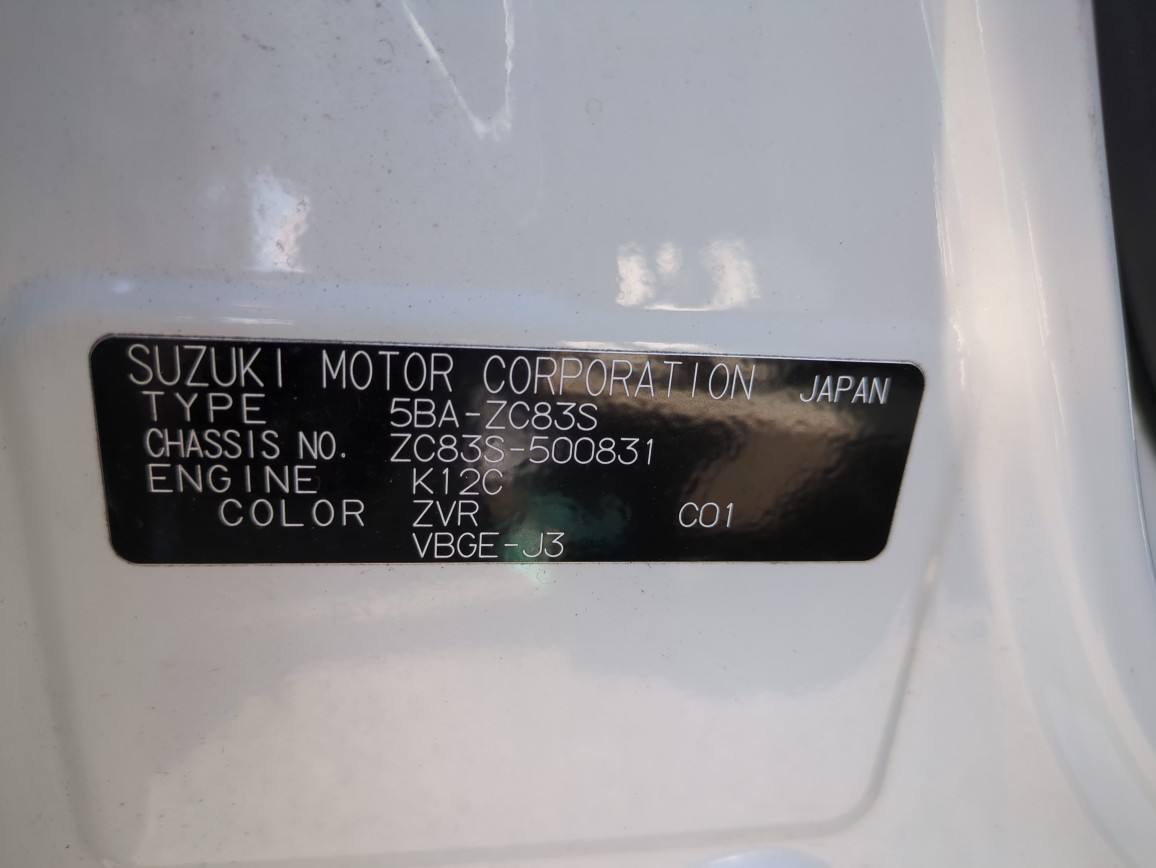 SUZUKI MOTOR CORPORATION JAPAN
TYPE 5BA-ZC83S
CHASSIS NO. ZC83S-500831
ENGINE K12C
COLOR ZVR C01
VBGE-J3